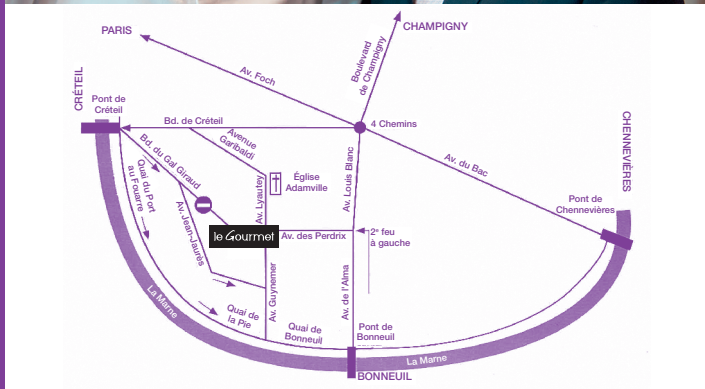 PARIS
CHAMPIGNY
Boulevard
de Champigny
Av. Foch
CRÉTEIL
Pont de
Créteil
Bd. de Créteil
4 Chemins
Avenue
Garibaldi
CHENNEVIÈRES
Bd. du Gal Giraud
Av. du Bac
Église
Adamville
Av. Louis Blanc
Quai du Port
au Fouarre
Av. Lyautey
Av. Jean-Jaurès
Pont de
Chennevières
le Gourmet
Av. des Perdrix
2e feu
à gauche
Av. Guynemer
Av. de l'Alma
La Marne
Quai de
la Pie
Quai de
Bonneuil
Pont de
Bonneuil
La Marne
BONNEUIL